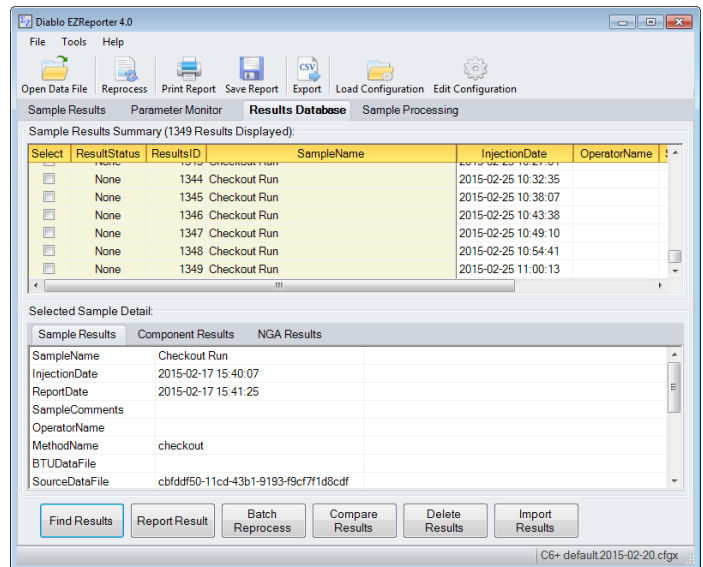 Diablo EZReporter 4.0
File Tools Help
Open Data File Reprocess Print Report Save Report Export Load Configuration Edit Configuration
CSV
Sample Results Parameter Monitor Results Database Sample Processing
Sample Results Summary (1349 Results Displayed):
Select ResultStatus ResultsID SampleName InjectionDate OperatorName
None 1344 Checkout Run 2015-02-25 10:32:35
None 1345 Checkout Run 2015-02-25 10:38:07
None 1346 Checkout Run 2015-02-25 10:43:38
None 1347 Checkout Run 2015-02-25 10:49:10
None 1348 Checkout Run 2015-02-25 10:54:41
None 1349 Checkout Run 2015-02-25 11:00:13
Selected Sample Detail:
Sample Results Component Results NGA Results
SampleName Checkout Run
InjectionDate 2015-02-17 15:40:07
ReportDate 2015-02-17 15:41:25
SampleComments
OperatorName
MethodName checkout
BTUDataFile
SourceDataFile cbfddf50-11cd-43b1-9193-f9cf7f1d8cdf
Find Results Report Result Batch Reprocess Compare Results Delete Results Import Results
C6+ default.2015-02-20.cfgx